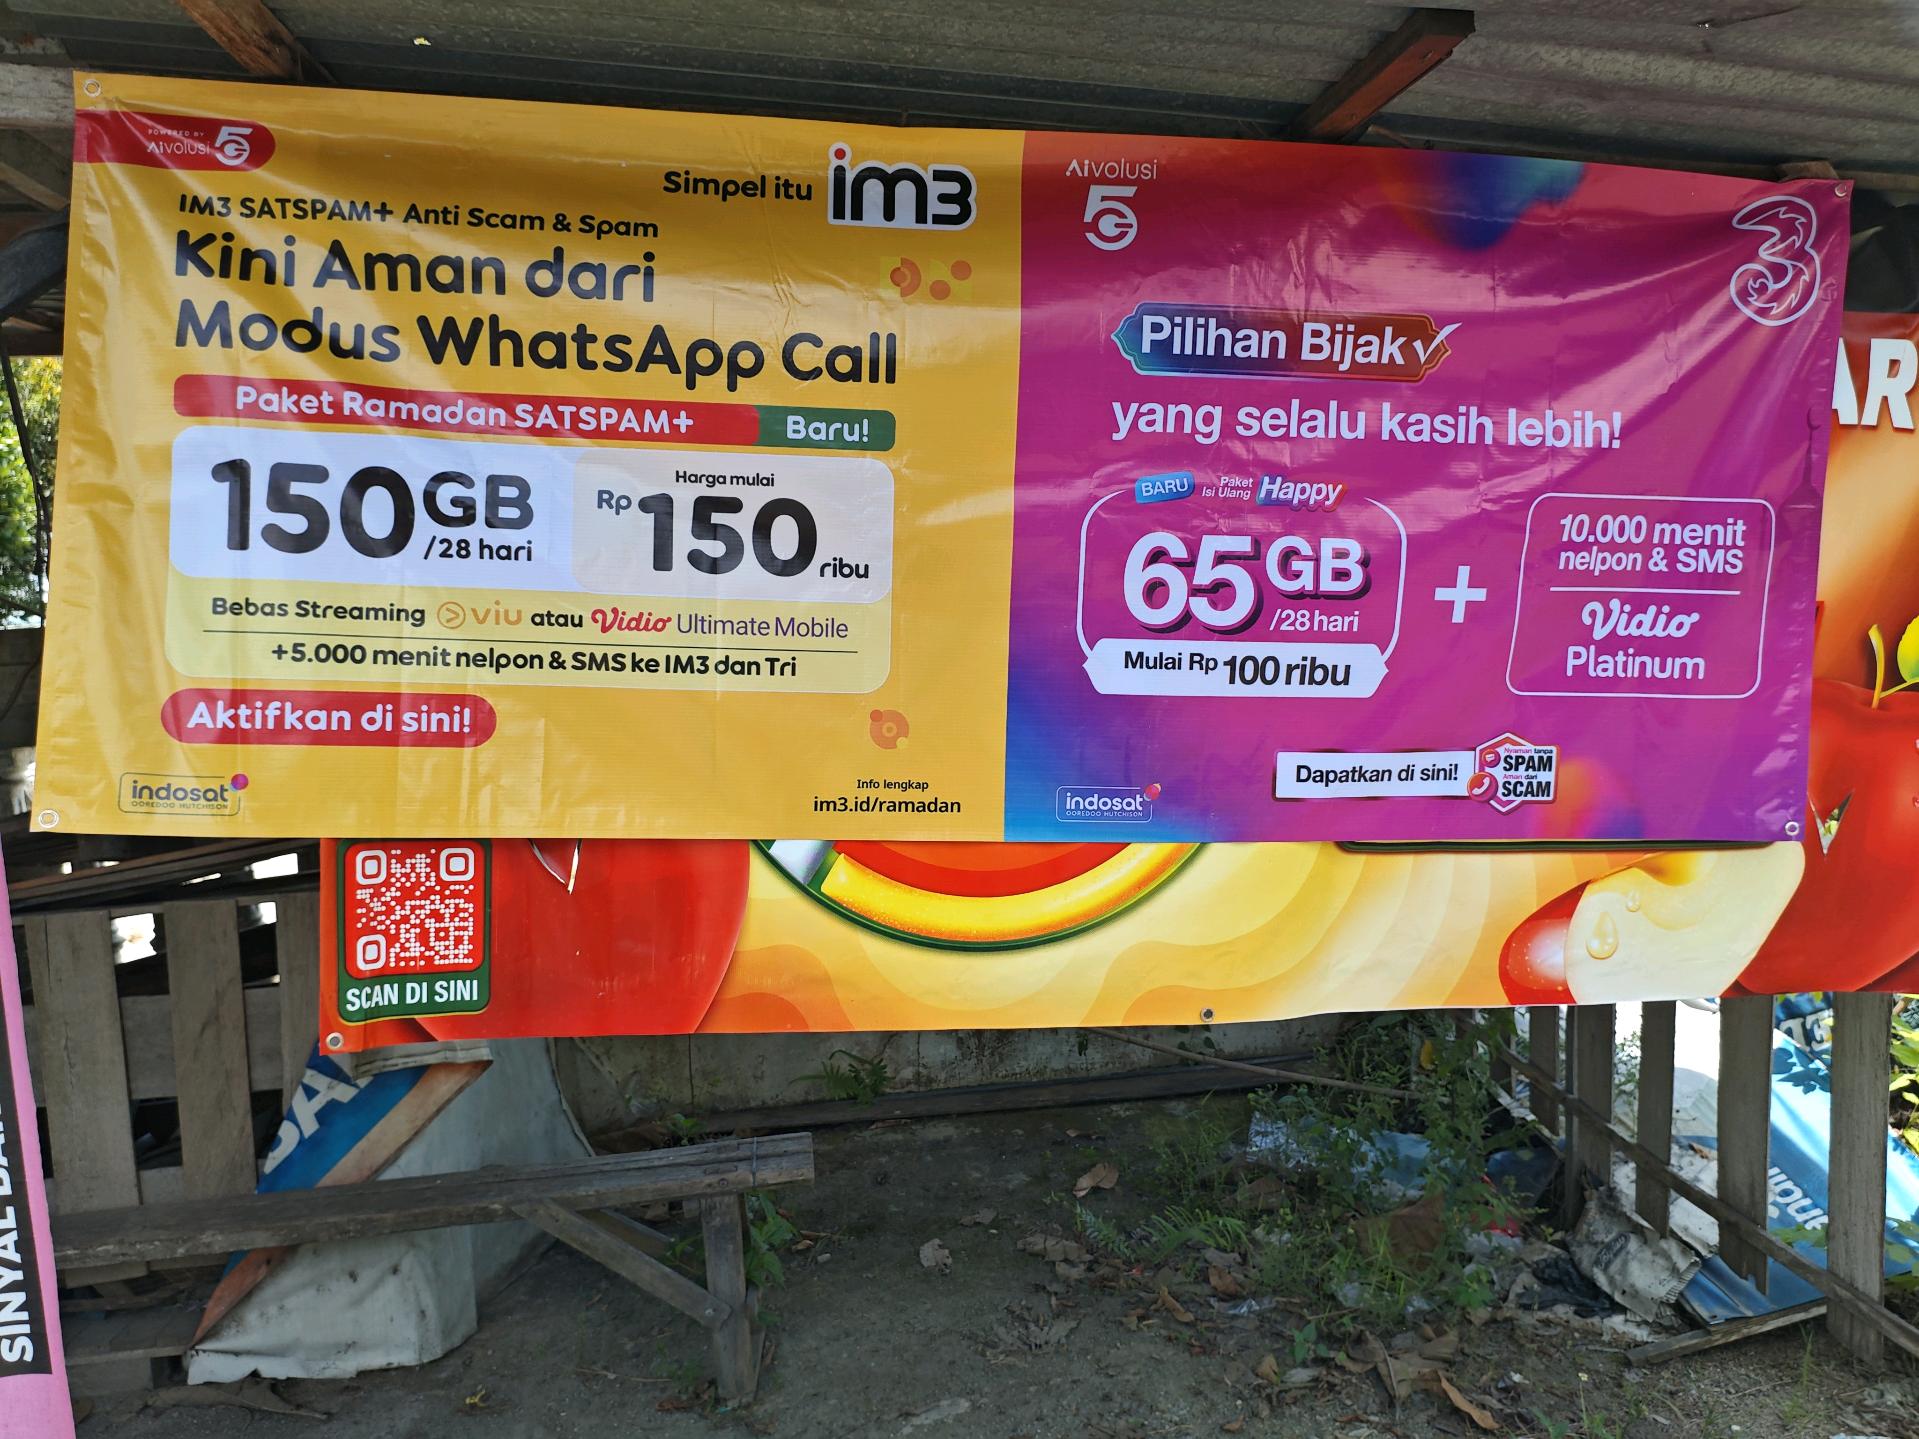 POWERED BY
AIvolusi 5G
Simpel itu im3
IM3 SATSPAM+ Anti Scam & Spam
Kini Aman dari
Modus WhatsApp Call
Paket Ramadan SATSPAM+ Baru!
150GB
/28 hari
Harga mulai
Rp150 ribu
Bebas Streaming viu atau Vidio Ultimate Mobile
+5.000 menit nelpon & SMS ke IM3 dan Tri
Aktifkan di sini!
indosat
OOREDOO HUTCHISON
Info lengkap
im3.id/ramadan
AIvolusi
5G
3
Pilihan Bijak
yang selalu kasih lebih!
BARU Paket Isi Ulang Happy
65GB
/28 hari
Mulai Rp 100 ribu
+
10.000 menit
nelpon & SMS
Vidio
Platinum
Dapatkan di sini!
Nyaman tanpa
SPAM
Aman dari
SCAM
indosat
OOREDOO HUTCHISON
AR
SCAN DI SINI
SINYAL